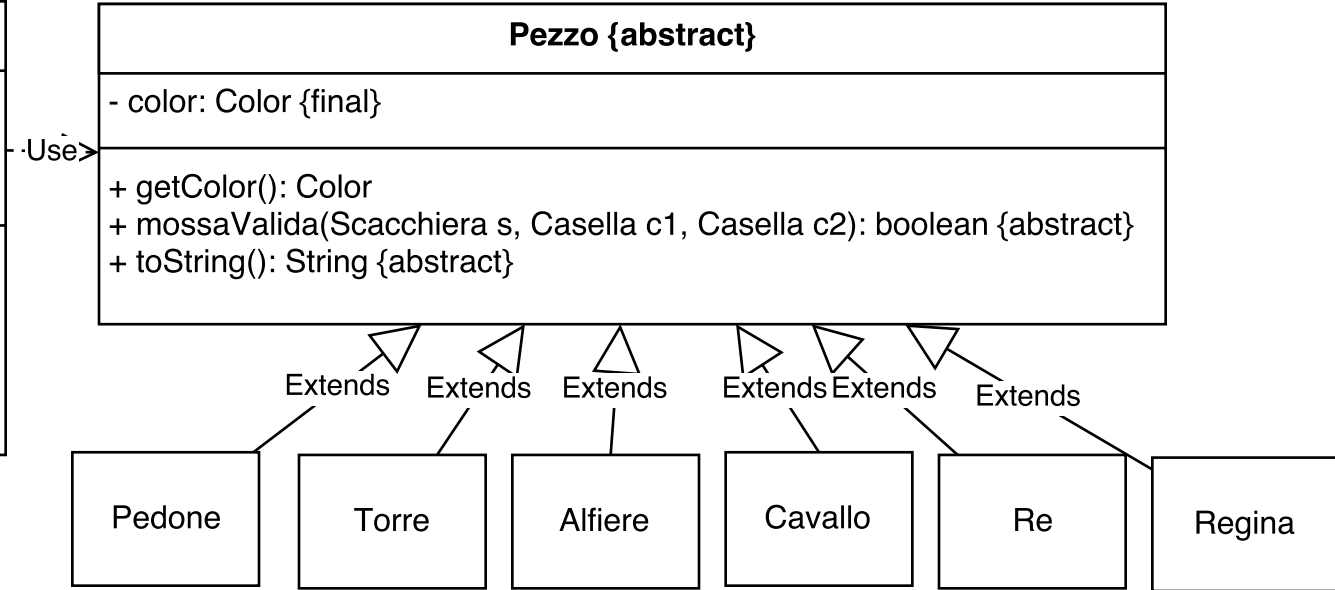 Pezzo {abstract}
- color: Color {final}
Use
+ getColor(): Color
+ mossaValida(Scacchiera s, Casella c1, Casella c2): boolean {abstract}
+ toString(): String {abstract}
Extends
Extends
Extends
Extends
Extends
Extends
Pedone
Torre
Alfiere
Cavallo
Re
Regina